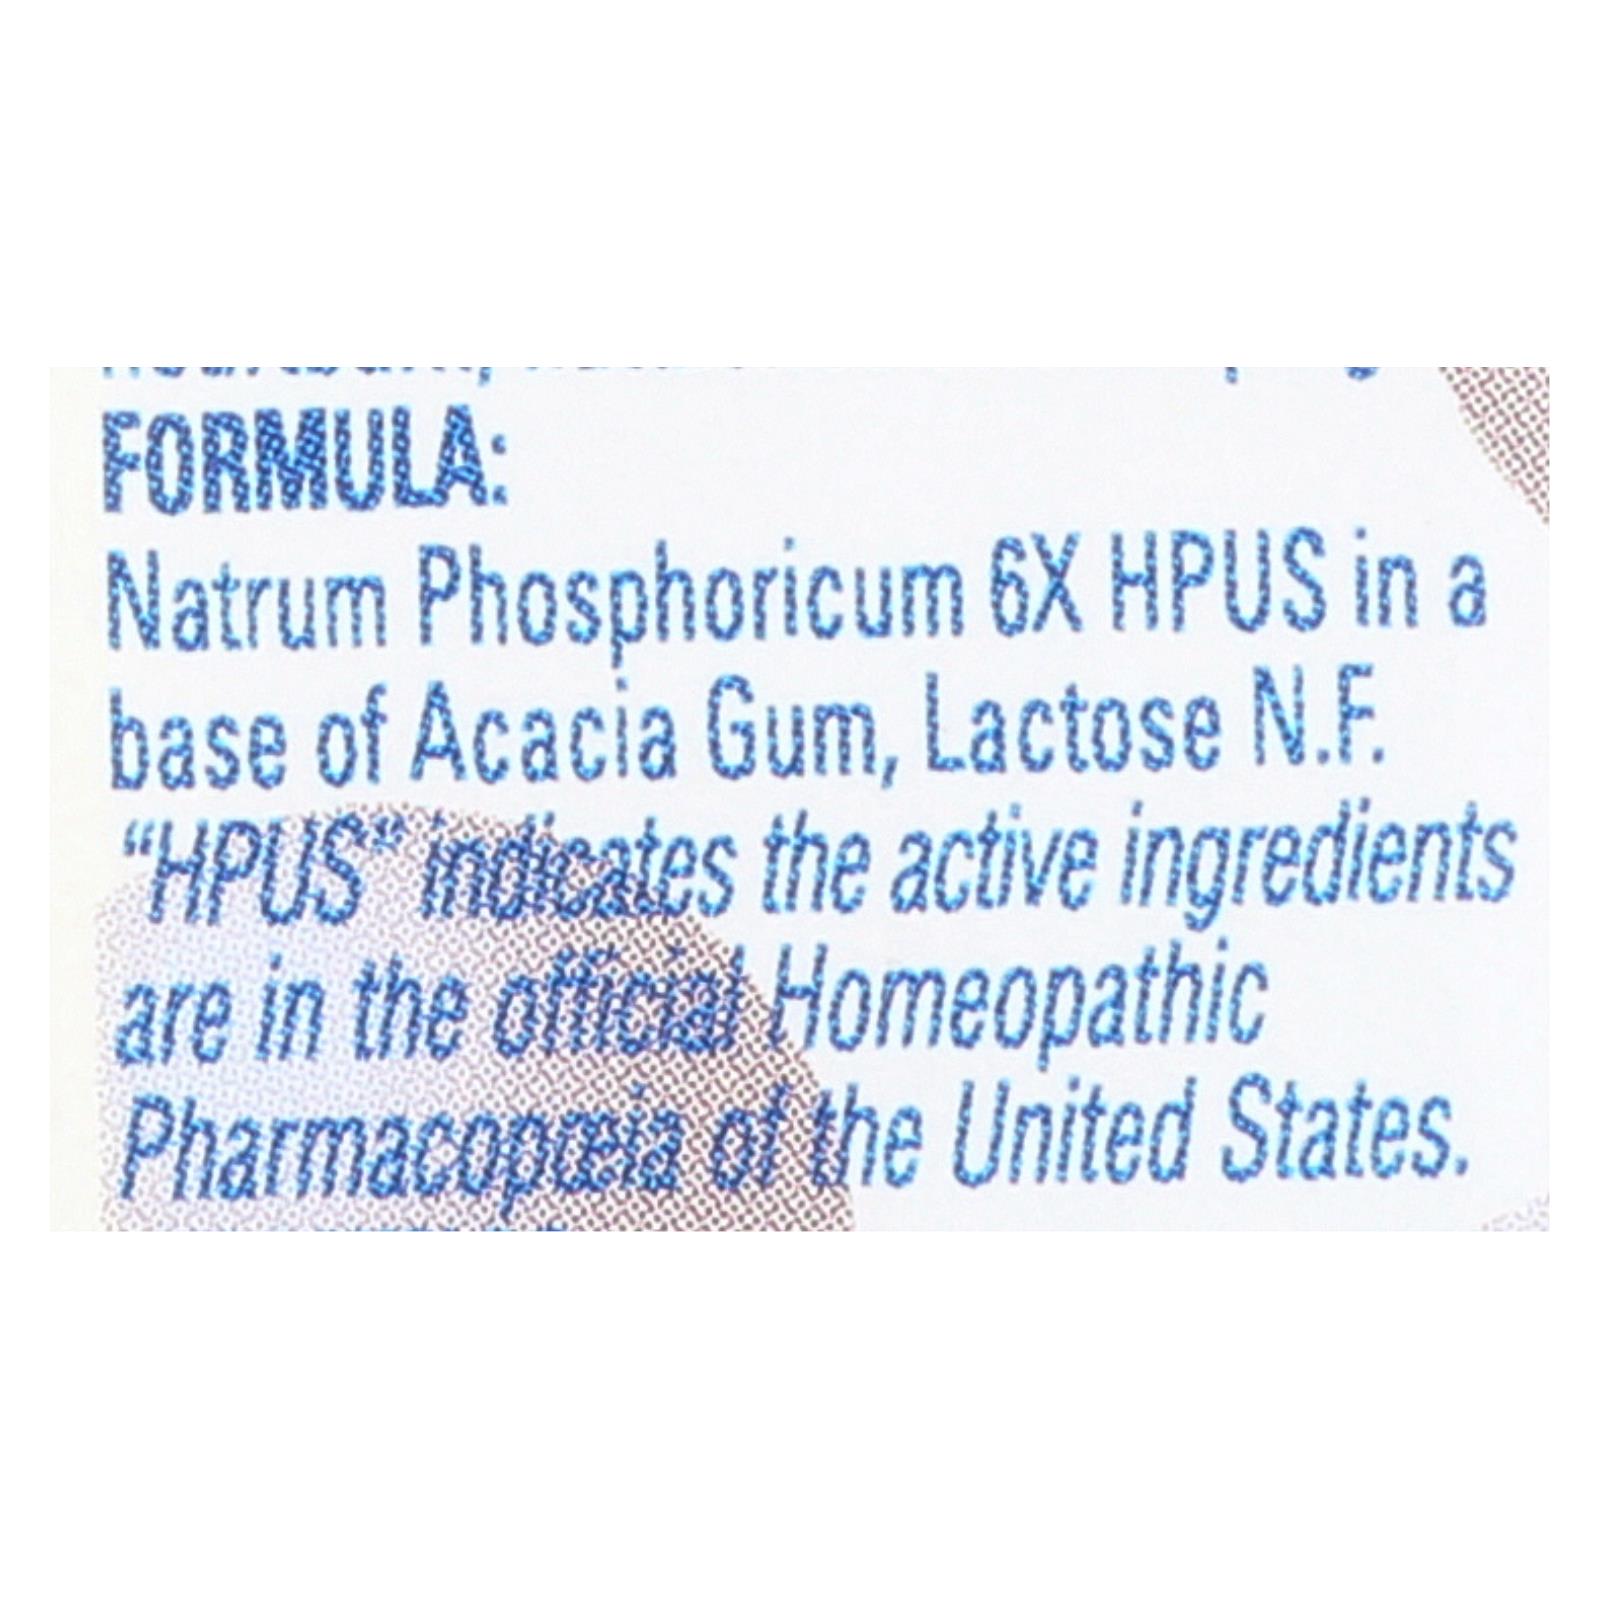 FORMULA:
Natrum Phosphoricum 6X HPUS in a
base of Acacia Gum, Lactose N.F.
“HPUS” indicates the active ingredients
are in the official Homeopathic
Pharmacopœia of the United States.